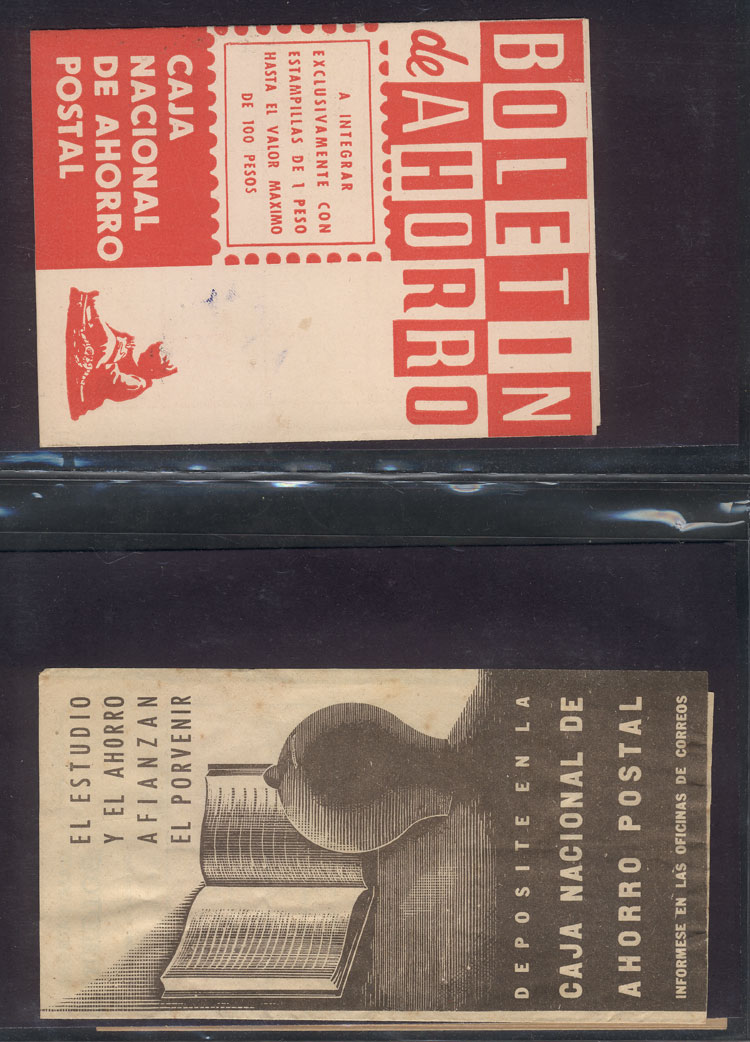 BOLETIN
de AHORRO
A INTEGRAR
EXCLUSIVAMENTE CON
ESTAMPILLAS DE 1 PESO
HASTA EL VALOR MAXIMO
DE 100 PESOS
CAJA
NACIONAL
DE AHORRO
POSTAL
EL ESTUDIO
Y EL AHORRO
AFIANZAN
EL PORVENIR
DEPOSITE EN LA
CAJA NACIONAL DE
AHORRO POSTAL
INFORMESE EN LAS OFICINAS DE CORREOS